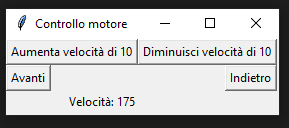 Controllo motore
Aumenta velocità di 10 Diminuisci velocità di 10
Avanti Indietro
Velocità: 175